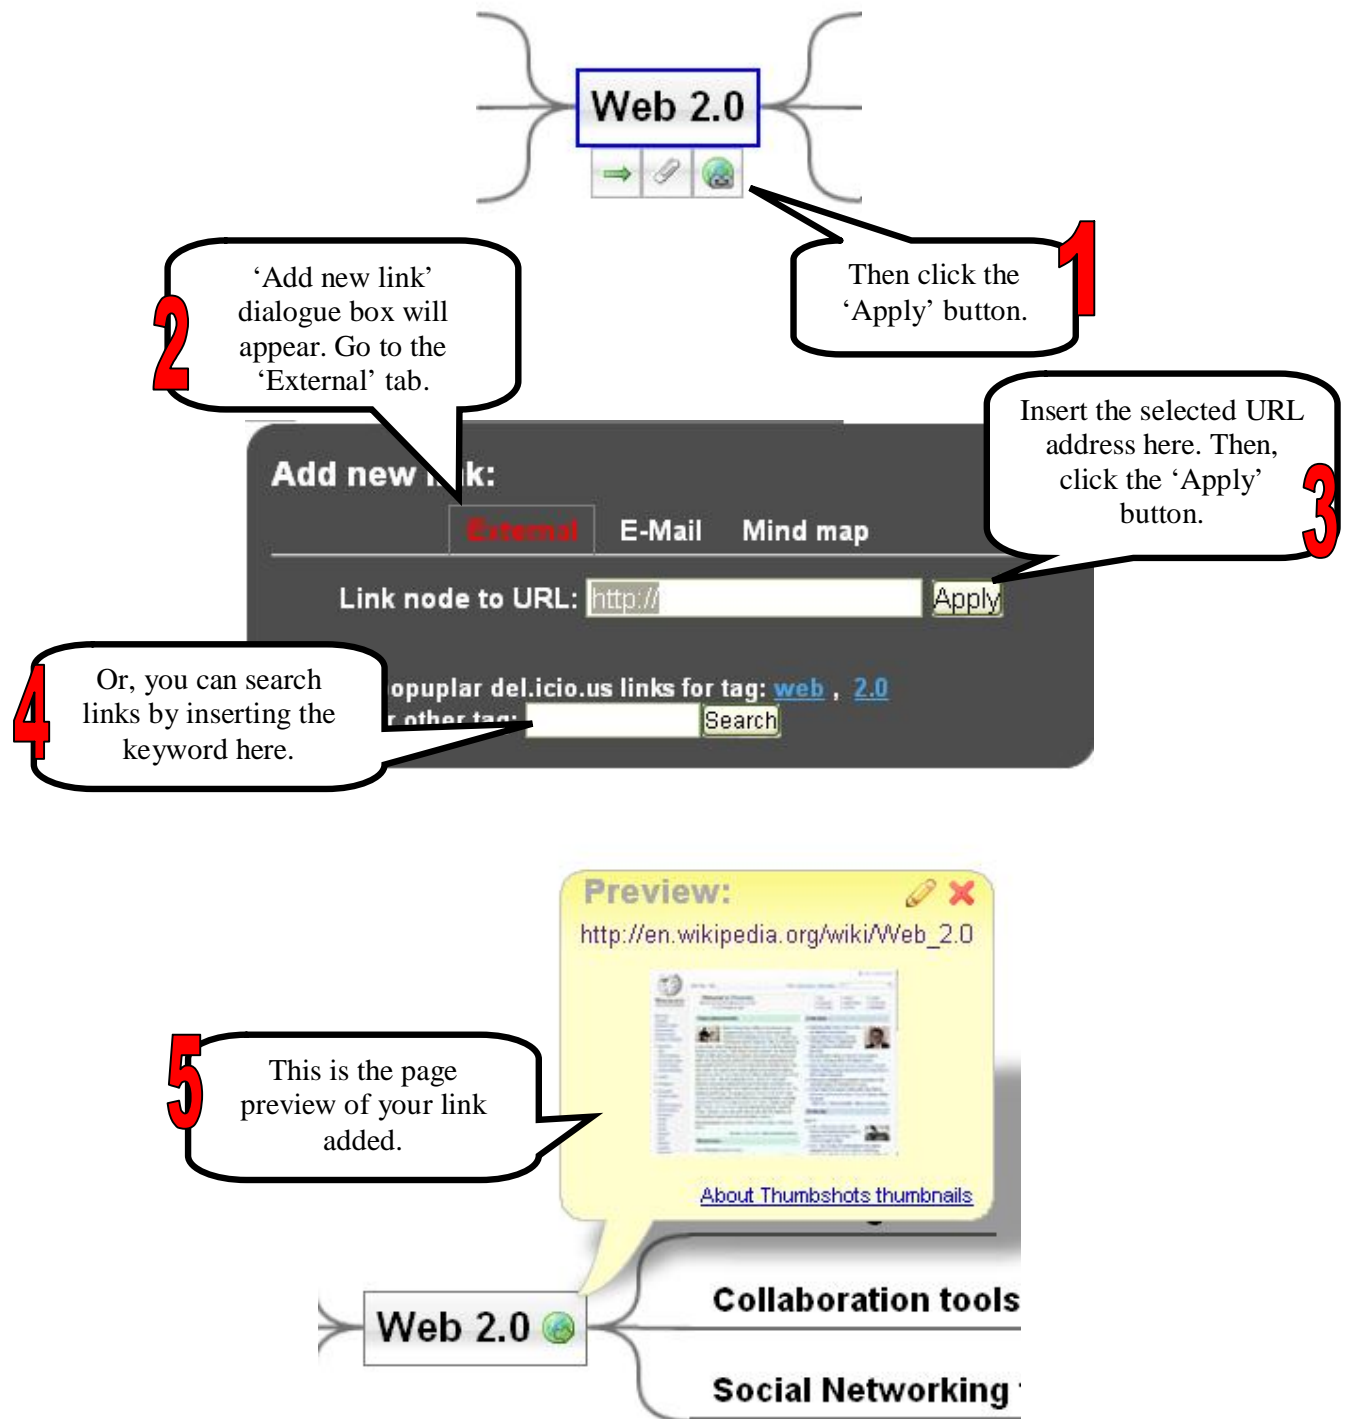 Web 2.0
1
Then click the
‘Apply’ button.
2
‘Add new link’
dialogue box will
appear. Go to the
‘External’ tab.
3
Insert the selected URL
address here. Then,
click the ‘Apply’
button.
Add new k:
External E-Mail Mind map
Link node to URL: http:// Apply
4
Or, you can search
links by inserting the
keyword here.
opuplar del.icio.us links for tag: web , 2.0
r other tag: Search
Preview:
http://en.wikipedia.org/wiki/Web_2.0
5
This is the page
preview of your link
added.
About Thumbshots thumbnails
Web 2.0
Collaboration tools
Social Networking